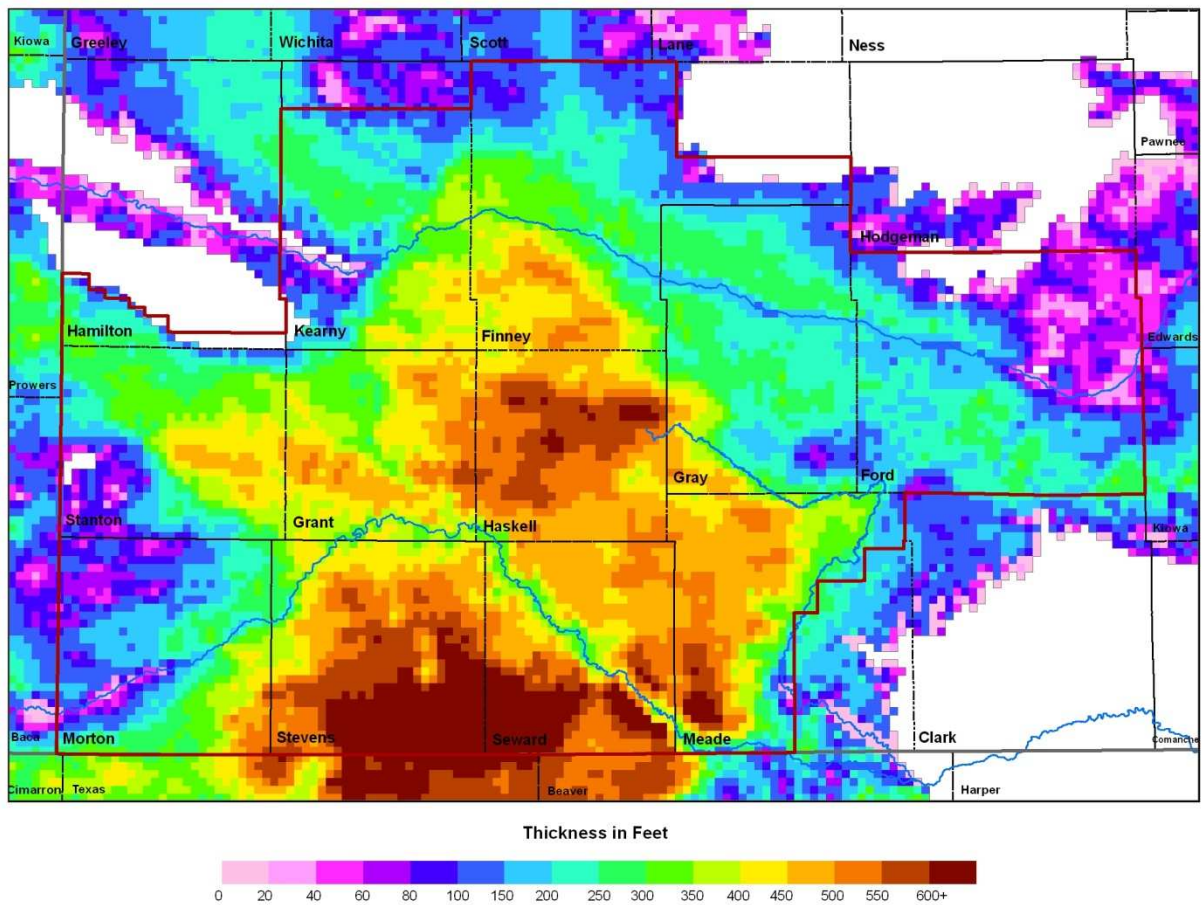 Kiowa Greeley Wichita Scott Lane Ness
Pawnee
Hodgeman
Hamilton Kearny Finney Edwards
Prowers
Gray Ford
Stanton Grant Haskell Kiowa
Baca Morton Stevens Seward Meade Clark Comanche
Cimarron Texas Beaver Harper
Thickness in Feet
0 20 40 60 80 100 150 200 250 300 350 400 450 500 550 600+